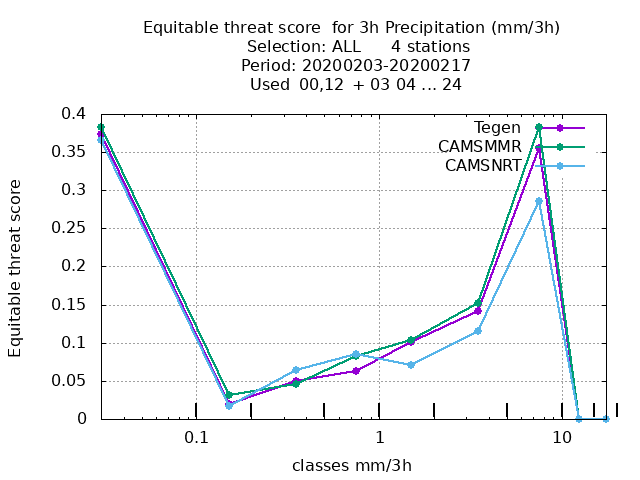 Equitable threat score  for 3h Precipitation (mm/3h)
Selection: ALL      4 stations
Period: 20200203-20200217
Used  00,12  + 03 04 ... 24
0.4
0.35
0.3
0.25
0.2
0.15
0.1
0.05
0
Equitable threat score
Tegen
CAMSMMR
CAMSNRT
0.1 1 10
classes mm/3h